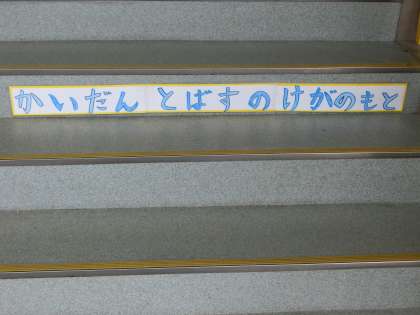 かいだん とばすの けがのもと